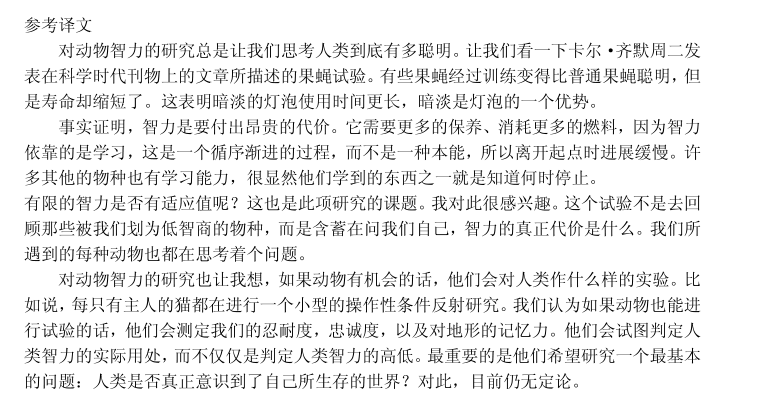 参考译文
对动物智力的研究总是让我们思考人类到底有多聪明。让我们看一下卡尔·齐默周二发
表在科学时代刊物上的文章所描述的果蝇试验。有些果蝇经过训练变得比普通果蝇聪明，但
是寿命却缩短了。这表明暗淡的灯泡使用时间更长，暗淡是灯泡的一个优势。
事实证明，智力是要付出昂贵的代价。它需要更多的保养、消耗更多的燃料，因为智力
依靠的是学习，这是一个循序渐进的过程，而不是一种本能，所以离开起点时进展缓慢。许
多其他的物种也有学习能力，很显然他们学到的东西之一就是知道何时停止。
有限的智力是否有适应值呢？这也是此项研究的课题。我对此很感兴趣。这个试验不是去回
顾那些被我们划为低智商的物种，而是含蓄在问我们自己，智力的真正代价是什么。我们所
遇到的每种动物也都在思考着个问题。
对动物智力的研究也让我想，如果动物有机会的话，他们会对人类作什么样的实验。比
如说，每只有主人的猫都在进行一个小型的操作性条件反射研究。我们认为如果动物也能进
行试验的话，他们会测定我们的忍耐度，忠诚度，以及对地形的记忆力。他们会试图判定人
类智力的实际用处，而不仅仅是判定人类智力的高低。最重要的是他们希望研究一个最基本
的问题：人类是否真正意识到了自己所生存的世界？对此，目前仍无定论。